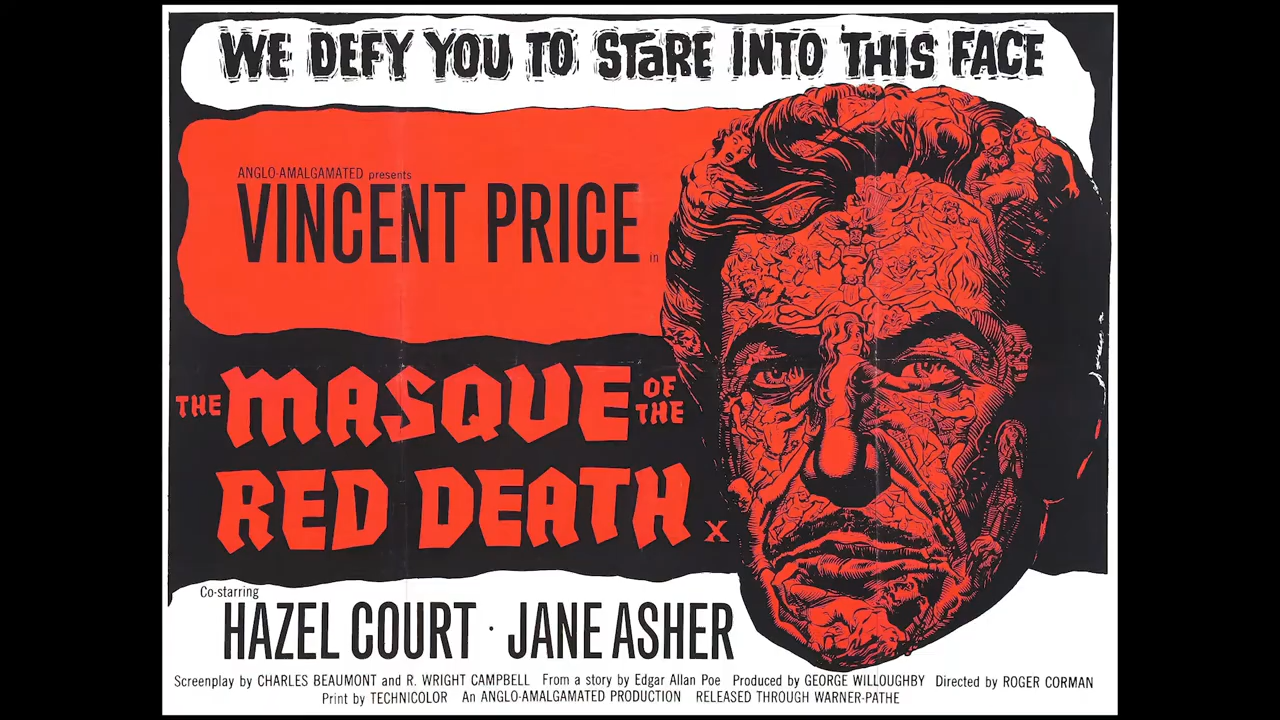 WE DEFY YOU TO STaRE INTO THIS FACE
ANGLO-AMALGAMATED presents
VINCENT PRICE in
THE MASQUE OF THE
RED DEATH X
Co-starring
HAZEL COURT · JANE ASHER
Screenplay by CHARLES BEAUMONT and R. WRIGHT CAMPBELL From a story by Edgar Allan Poe Produced by GEORGE WILLOUGHBY Directed by ROGER CORMAN
Print by TECHNICOLOR An ANGLO-AMALGAMATED PRODUCTION RELEASED THROUGH WARNER-PATHE